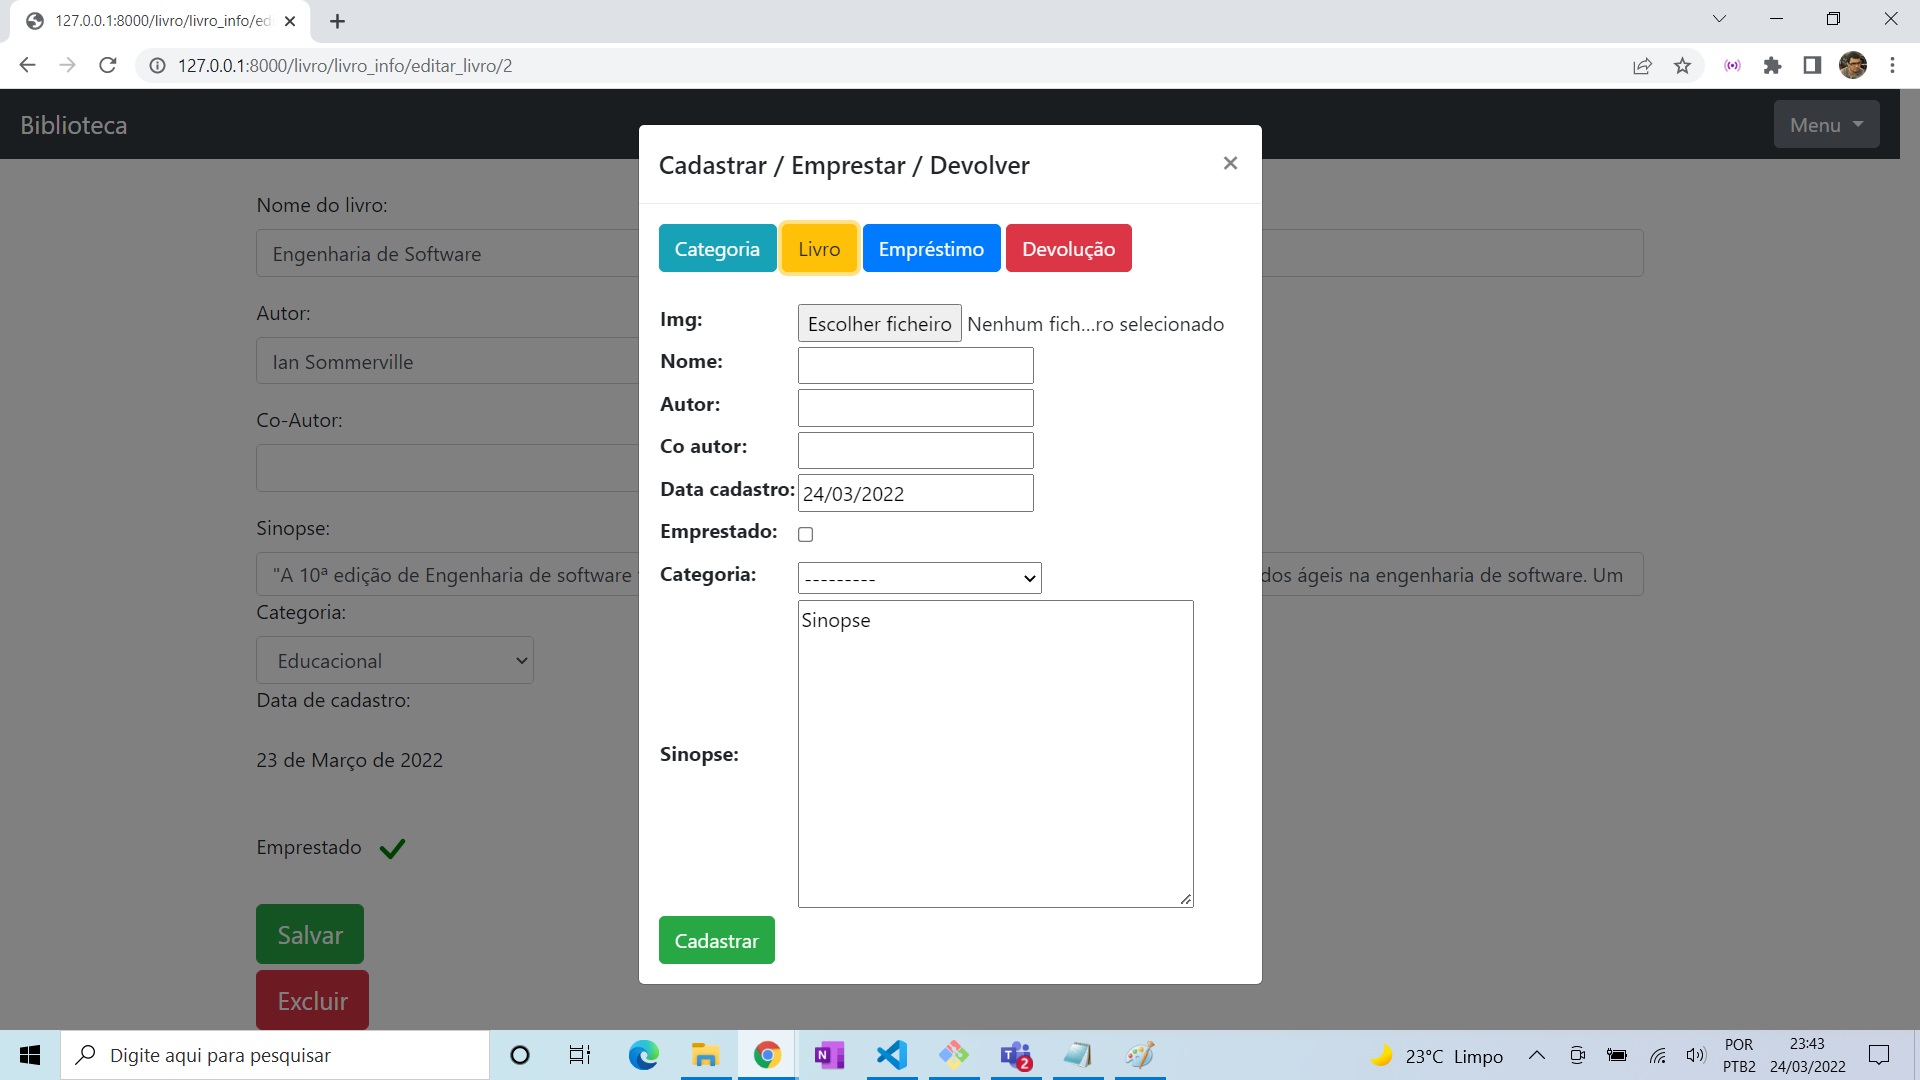 127.0.0.1:8000/livro/livro_info/ed
127.0.0.1:8000/livro/livro_info/editar_livro/2
Biblioteca
Menu
Nome do livro:
Engenharia de Software
Autor:
Ian Sommerville
Co-Autor:
Sinopse:
"A 10ª edição de Engenharia de software
dos ágeis na engenharia de software. Um
Categoria:
Educacional
Data de cadastro:
23 de Março de 2022
Emprestado
Salvar
Excluir
Cadastrar / Emprestar / Devolver
×
Categoria
Livro
Empréstimo
Devolução
Img:
Escolher ficheiro
Nenhum fich...ro selecionado
Nome:
Autor:
Co autor:
Data cadastro:
24/03/2022
Emprestado:
Categoria:
---------
Sinopse:
Sinopse
Cadastrar
Digite aqui para pesquisar
N
T
2
23°C Limpo
POR
PTB2
23:43
24/03/2022